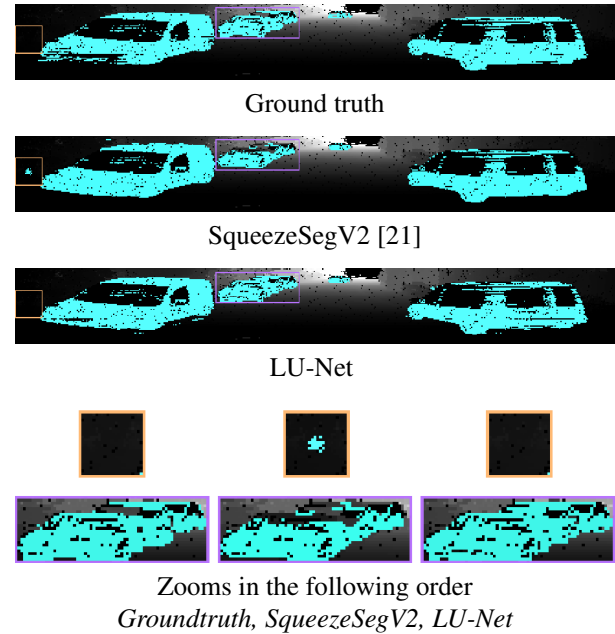 Ground truth
SqueezeSegV2 [21]
LU-Net
Zooms in the following order
Groundtruth, SqueezeSegV2, LU-Net